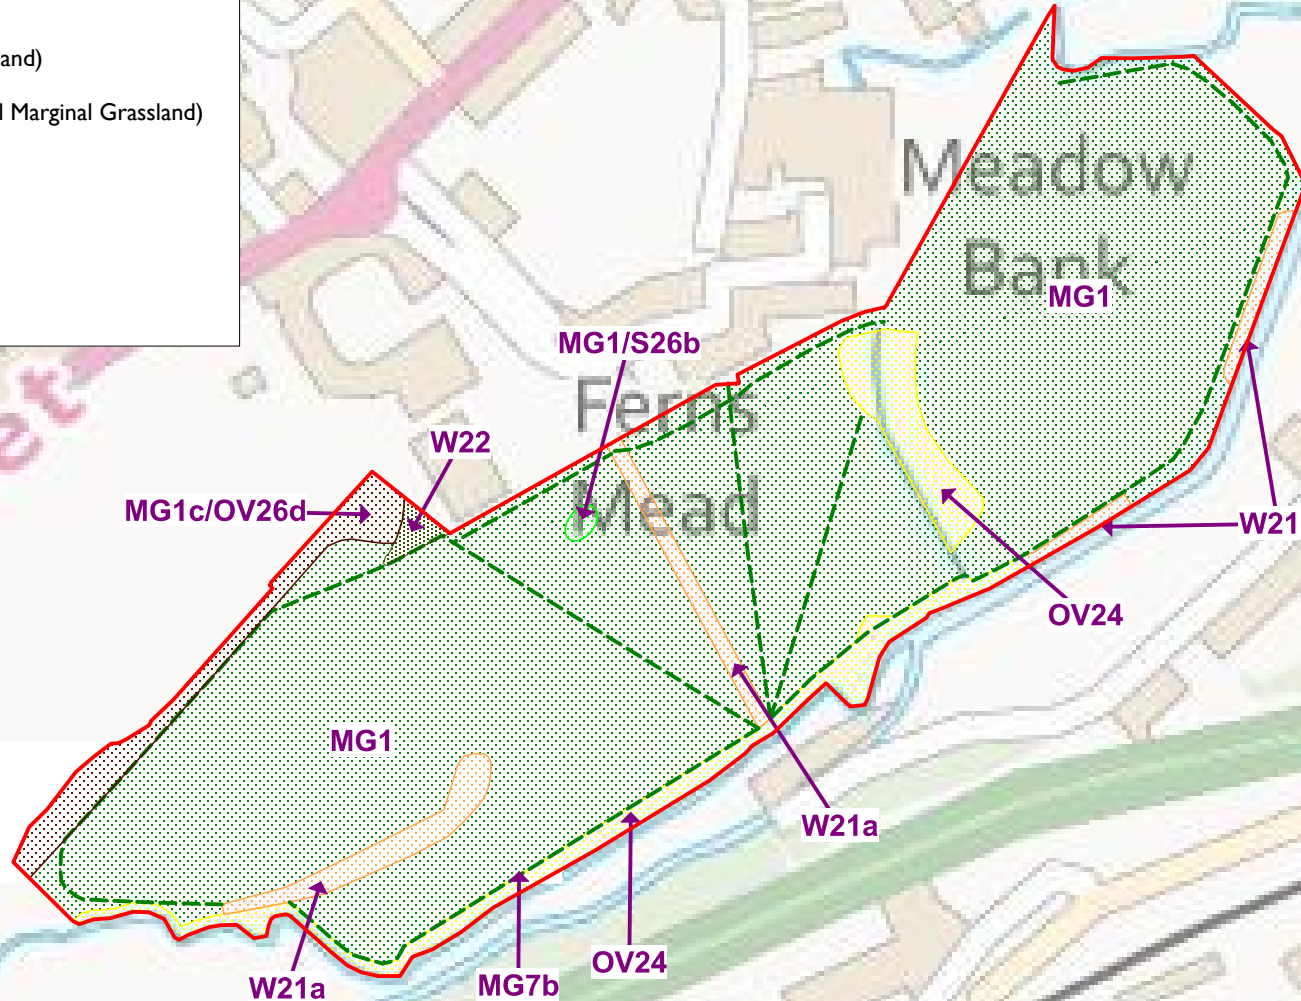 and)
l Marginal Grassland)
Meadow
Bank
MG1
MG1/S26b
Ferns
Mead
et
W22
MG1c/OV26d
W21
OV24
MG1
W21a
W21a
MG7b
OV24